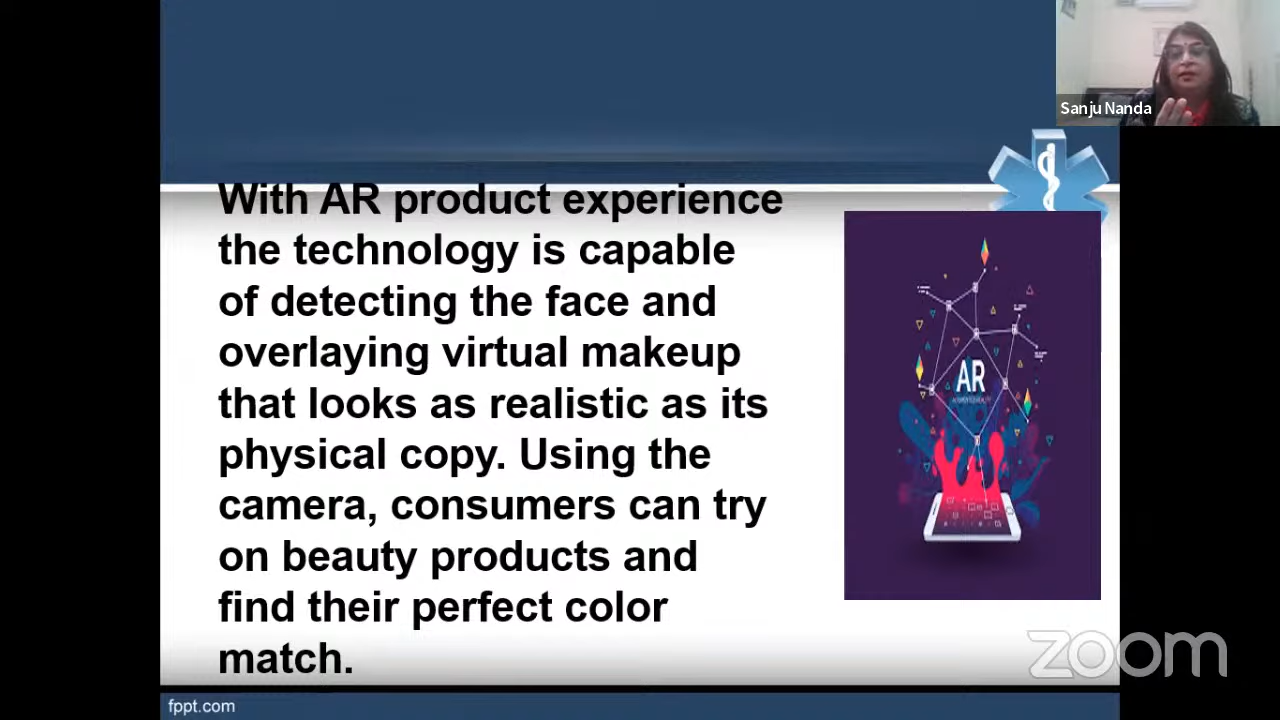 Sanju Nanda
With AR product experience
the technology is capable
of detecting the face and
overlaying virtual makeup
that looks as realistic as its
physical copy. Using the
camera, consumers can try
on beauty products and
find their perfect color
match.
AR
zoom
fppt.com